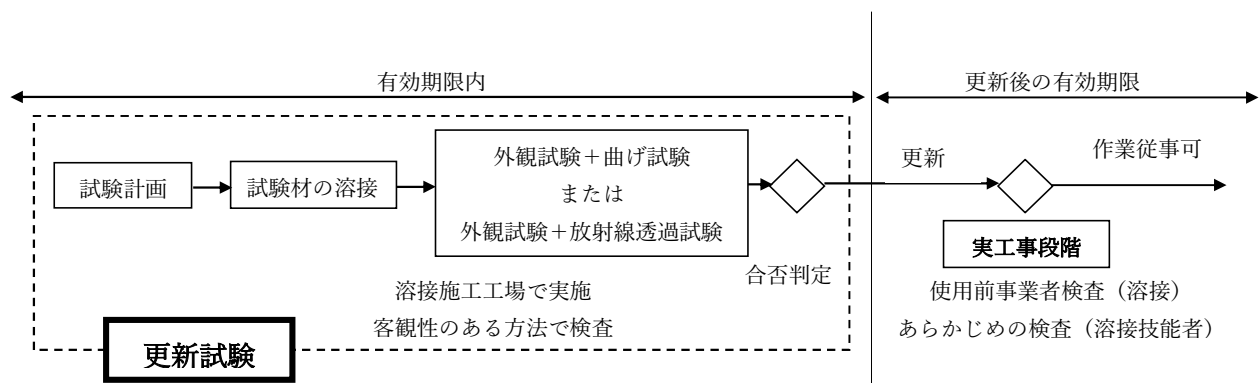 有効期限内
更新後の有効期限
試験計画
試験材の溶接
外観試験＋曲げ試験
または
外観試験＋放射線透過試験
合否判定
溶接施工工場で実施
客観性のある方法で検査
更新試験
更新
作業従事可
実工事段階
使用前事業者検査（溶接）
あらかじめの検査（溶接技能者）